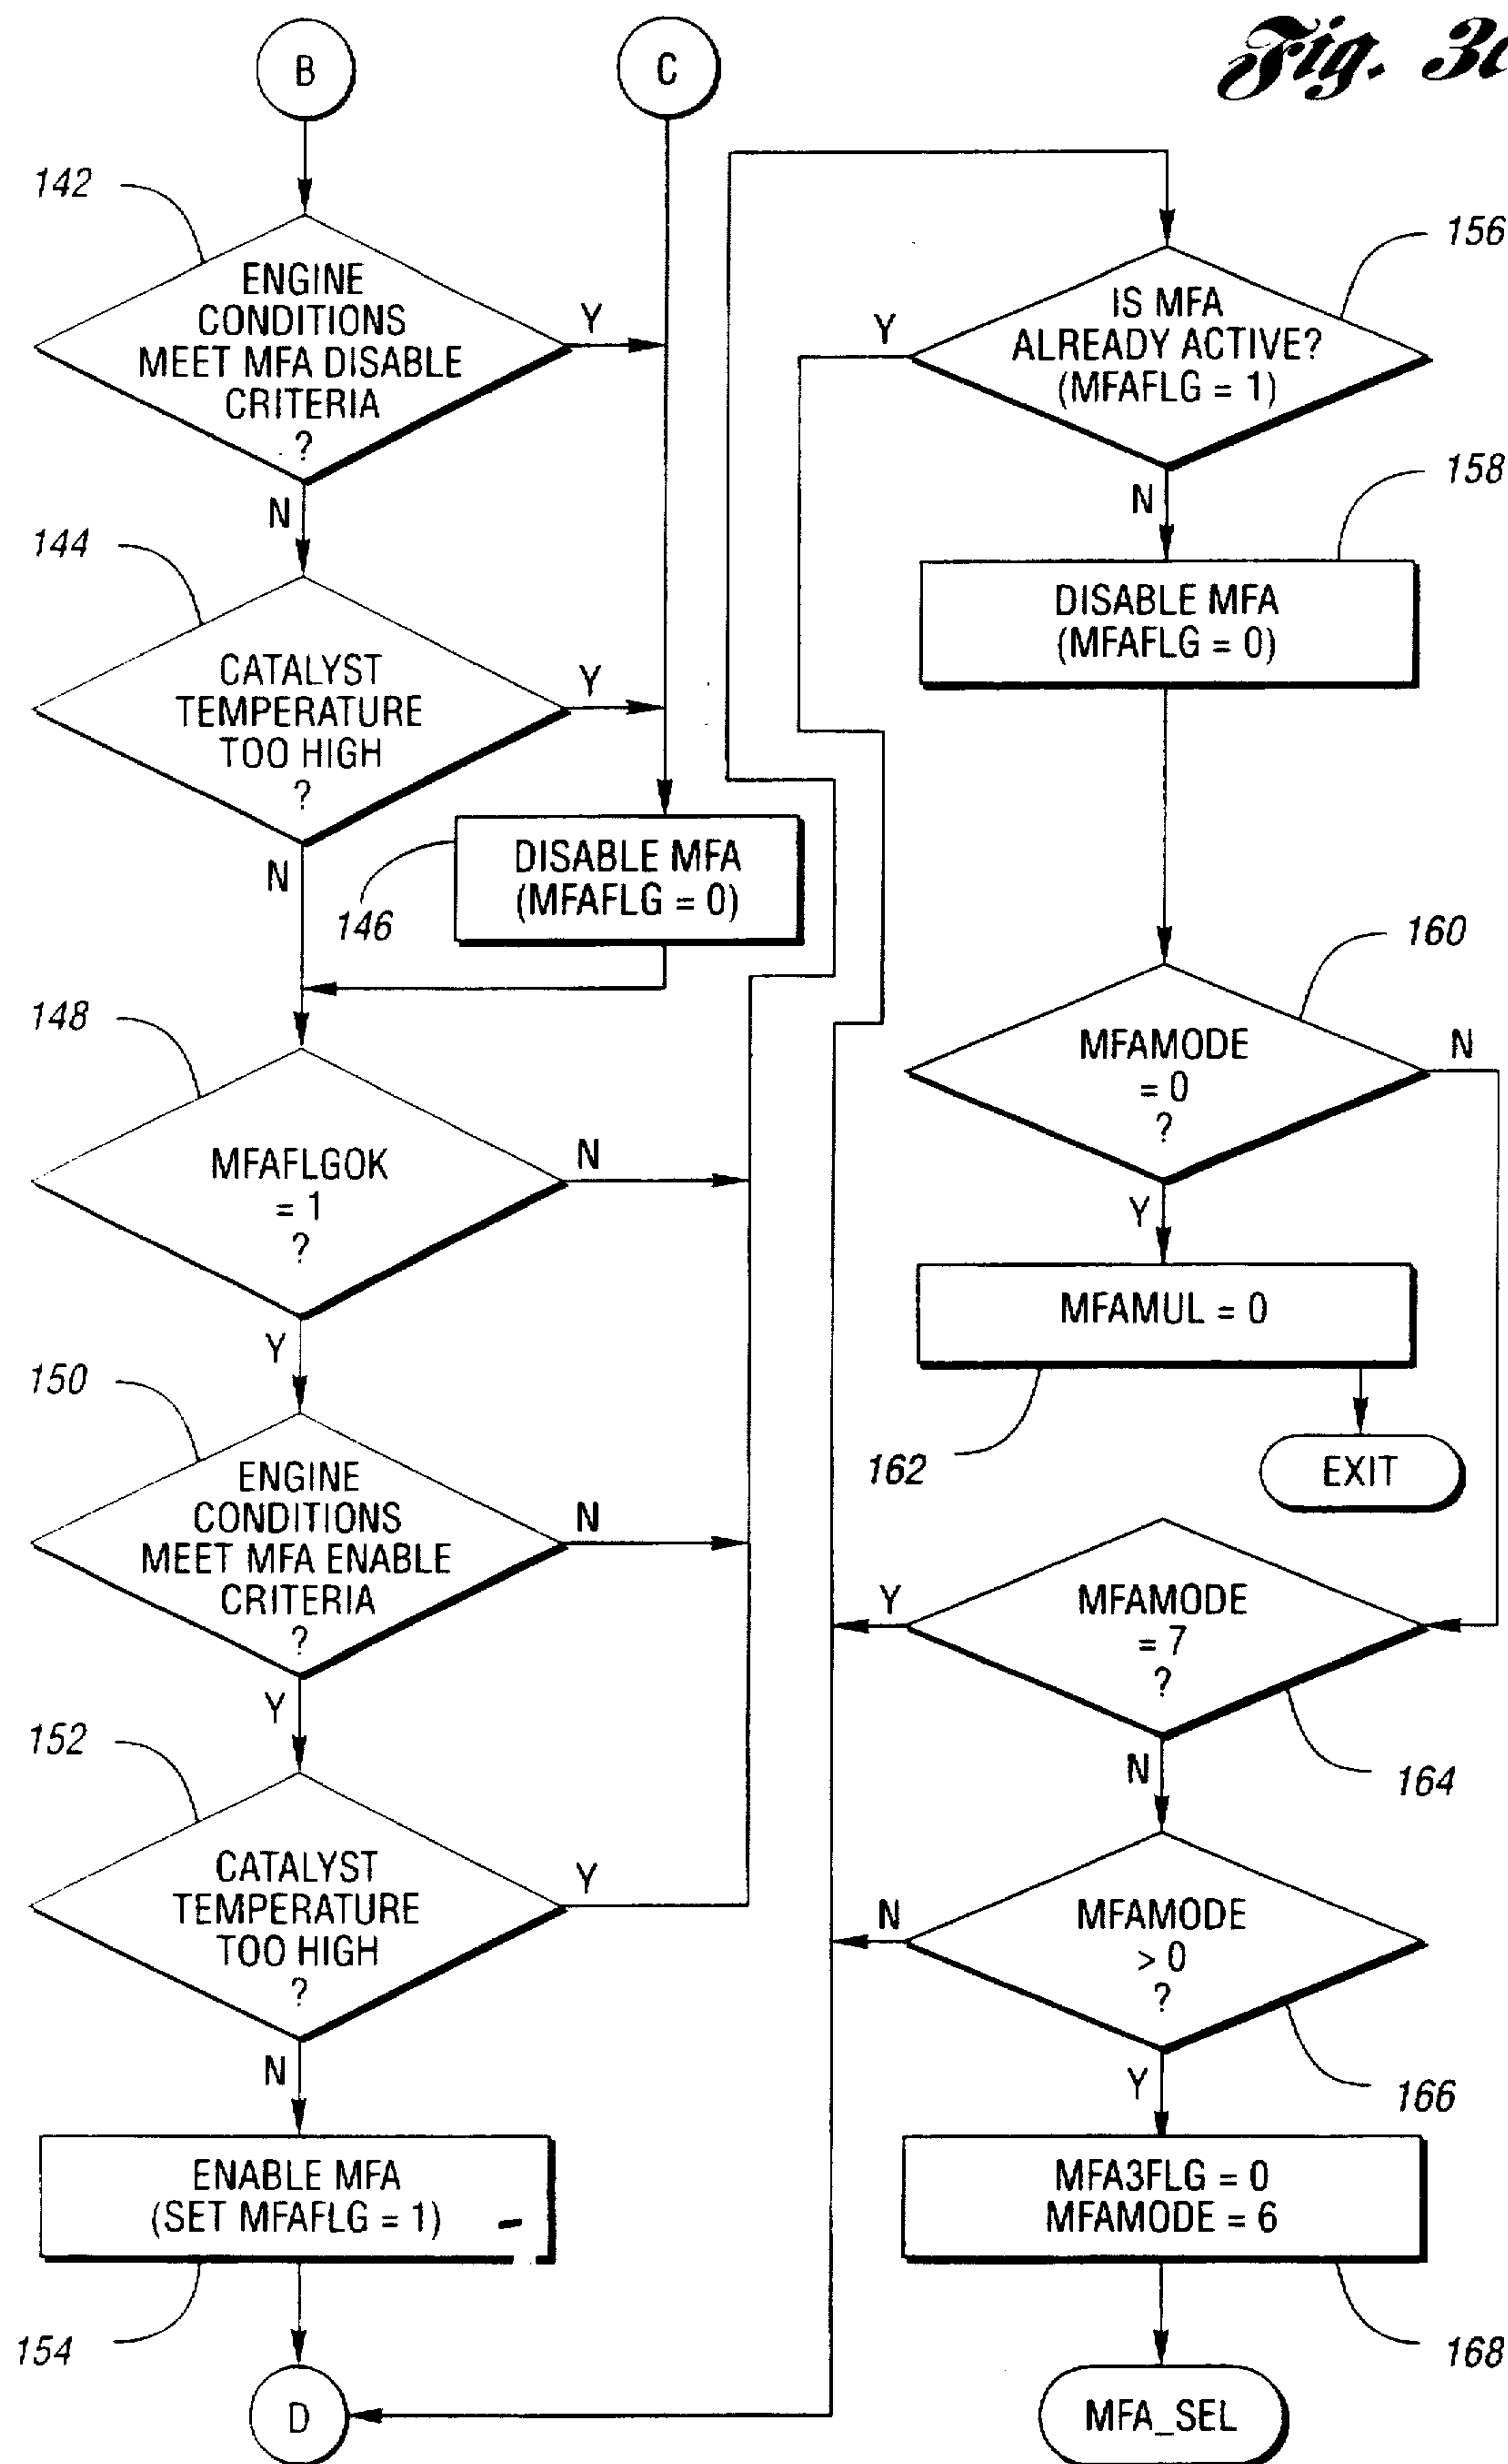 Fig.
B
C
142
ENGINE
CONDITIONS
MEET MFA DISABLE
CRITERIA
?
Y
N
144
CATALYST
TEMPERATURE
TOO HIGH
?
Y
N
DISABLE MFA
(MFAFLG = 0)
146
148
MFAFLGOK
= 1
?
N
Y
150
ENGINE
CONDITIONS
MEET MFA ENABLE
CRITERIA
?
N
Y
152
CATALYST
TEMPERATURE
TOO HIGH
?
Y
N
ENABLE MFA
(SET MFAFLG = 1)
154
D
156
IS MFA
ALREADY ACTIVE?
(MFAFLG = 1)
Y
N
158
DISABLE MFA
(MFAFLG = 0)
160
MFAMODE
= 0
?
N
Y
MFAMUL = 0
162
EXIT
MFAMODE
= 7
?
Y
N
164
MFAMODE
> 0
?
N
Y
166
MFA3FLG = 0
MFAMODE = 6
168
MFA_SEL